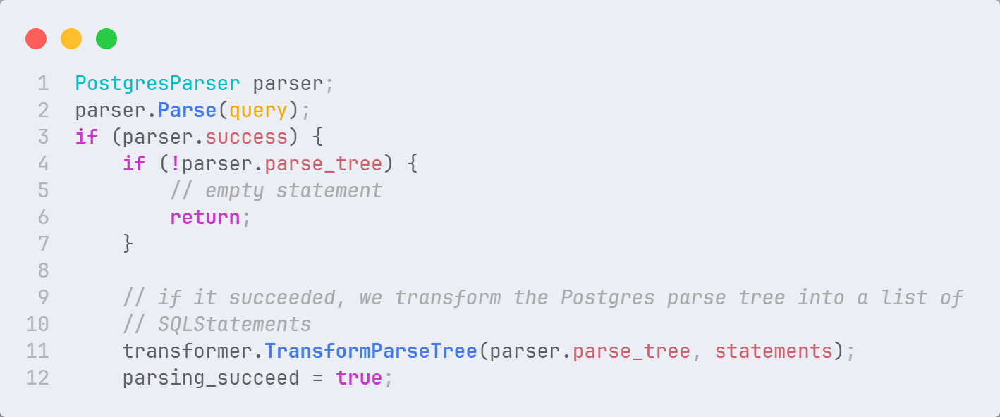 1 PostgresParser parser;
2 parser.Parse(query);
3 if (parser.success) {
4     if (!parser.parse_tree) {
5         // empty statement
6         return;
7     }
8
9     // if it succeeded, we transform the Postgres parse tree into a list of
10     // SQLStatements
11     transformer.TransformParseTree(parser.parse_tree, statements);
12     parsing_succeed = true;